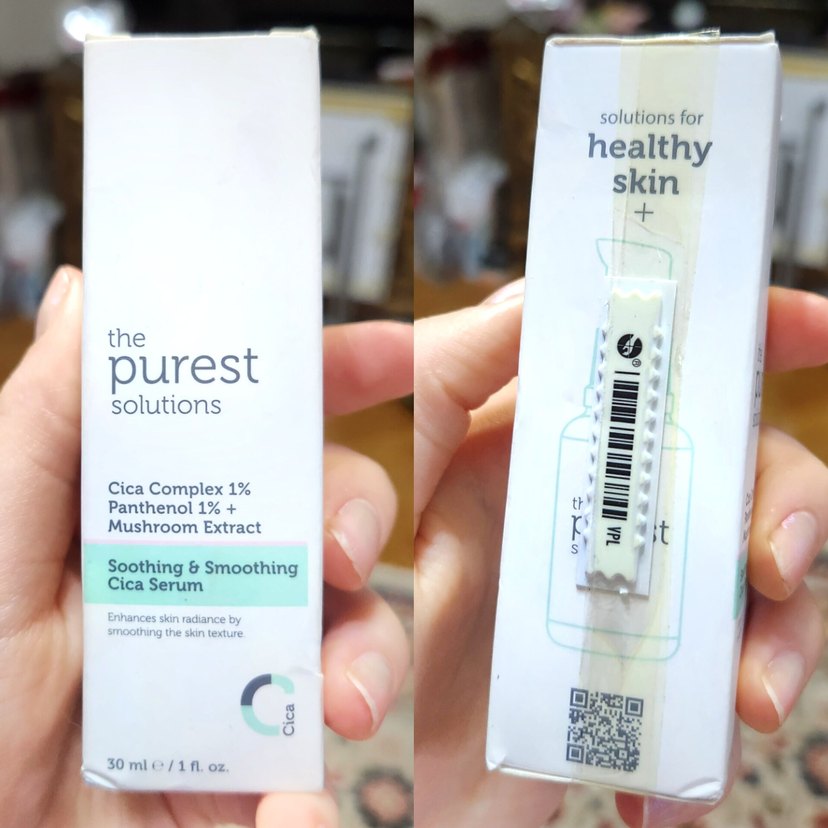 the
purest
solutions
Cica Complex 1%
Panthenol 1% +
Mushroom Extract
Soothing & Smoothing
Cica Serum
Enhances skin radiance by
smoothing the skin texture
Cica
30 ml ℮ / 1 fl. oz.
solutions for
healthy
skin
+
®
VPL